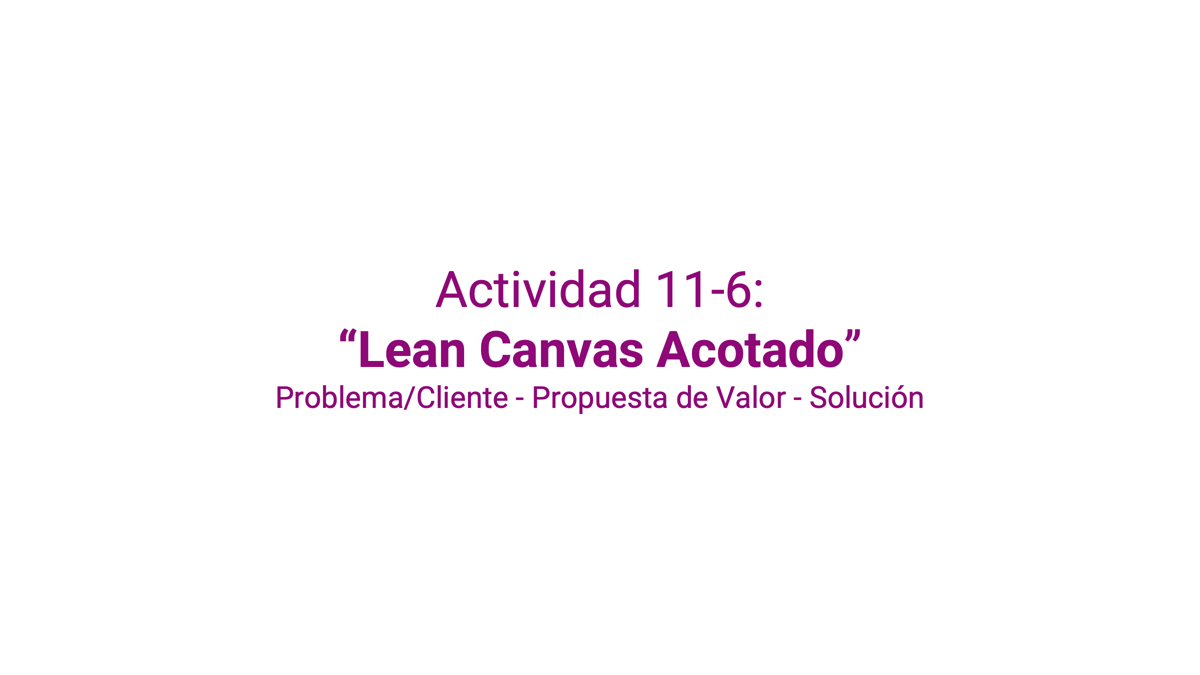 Actividad 11-6:
“Lean Canvas Acotado”
Problema/Cliente - Propuesta de Valor - Solución